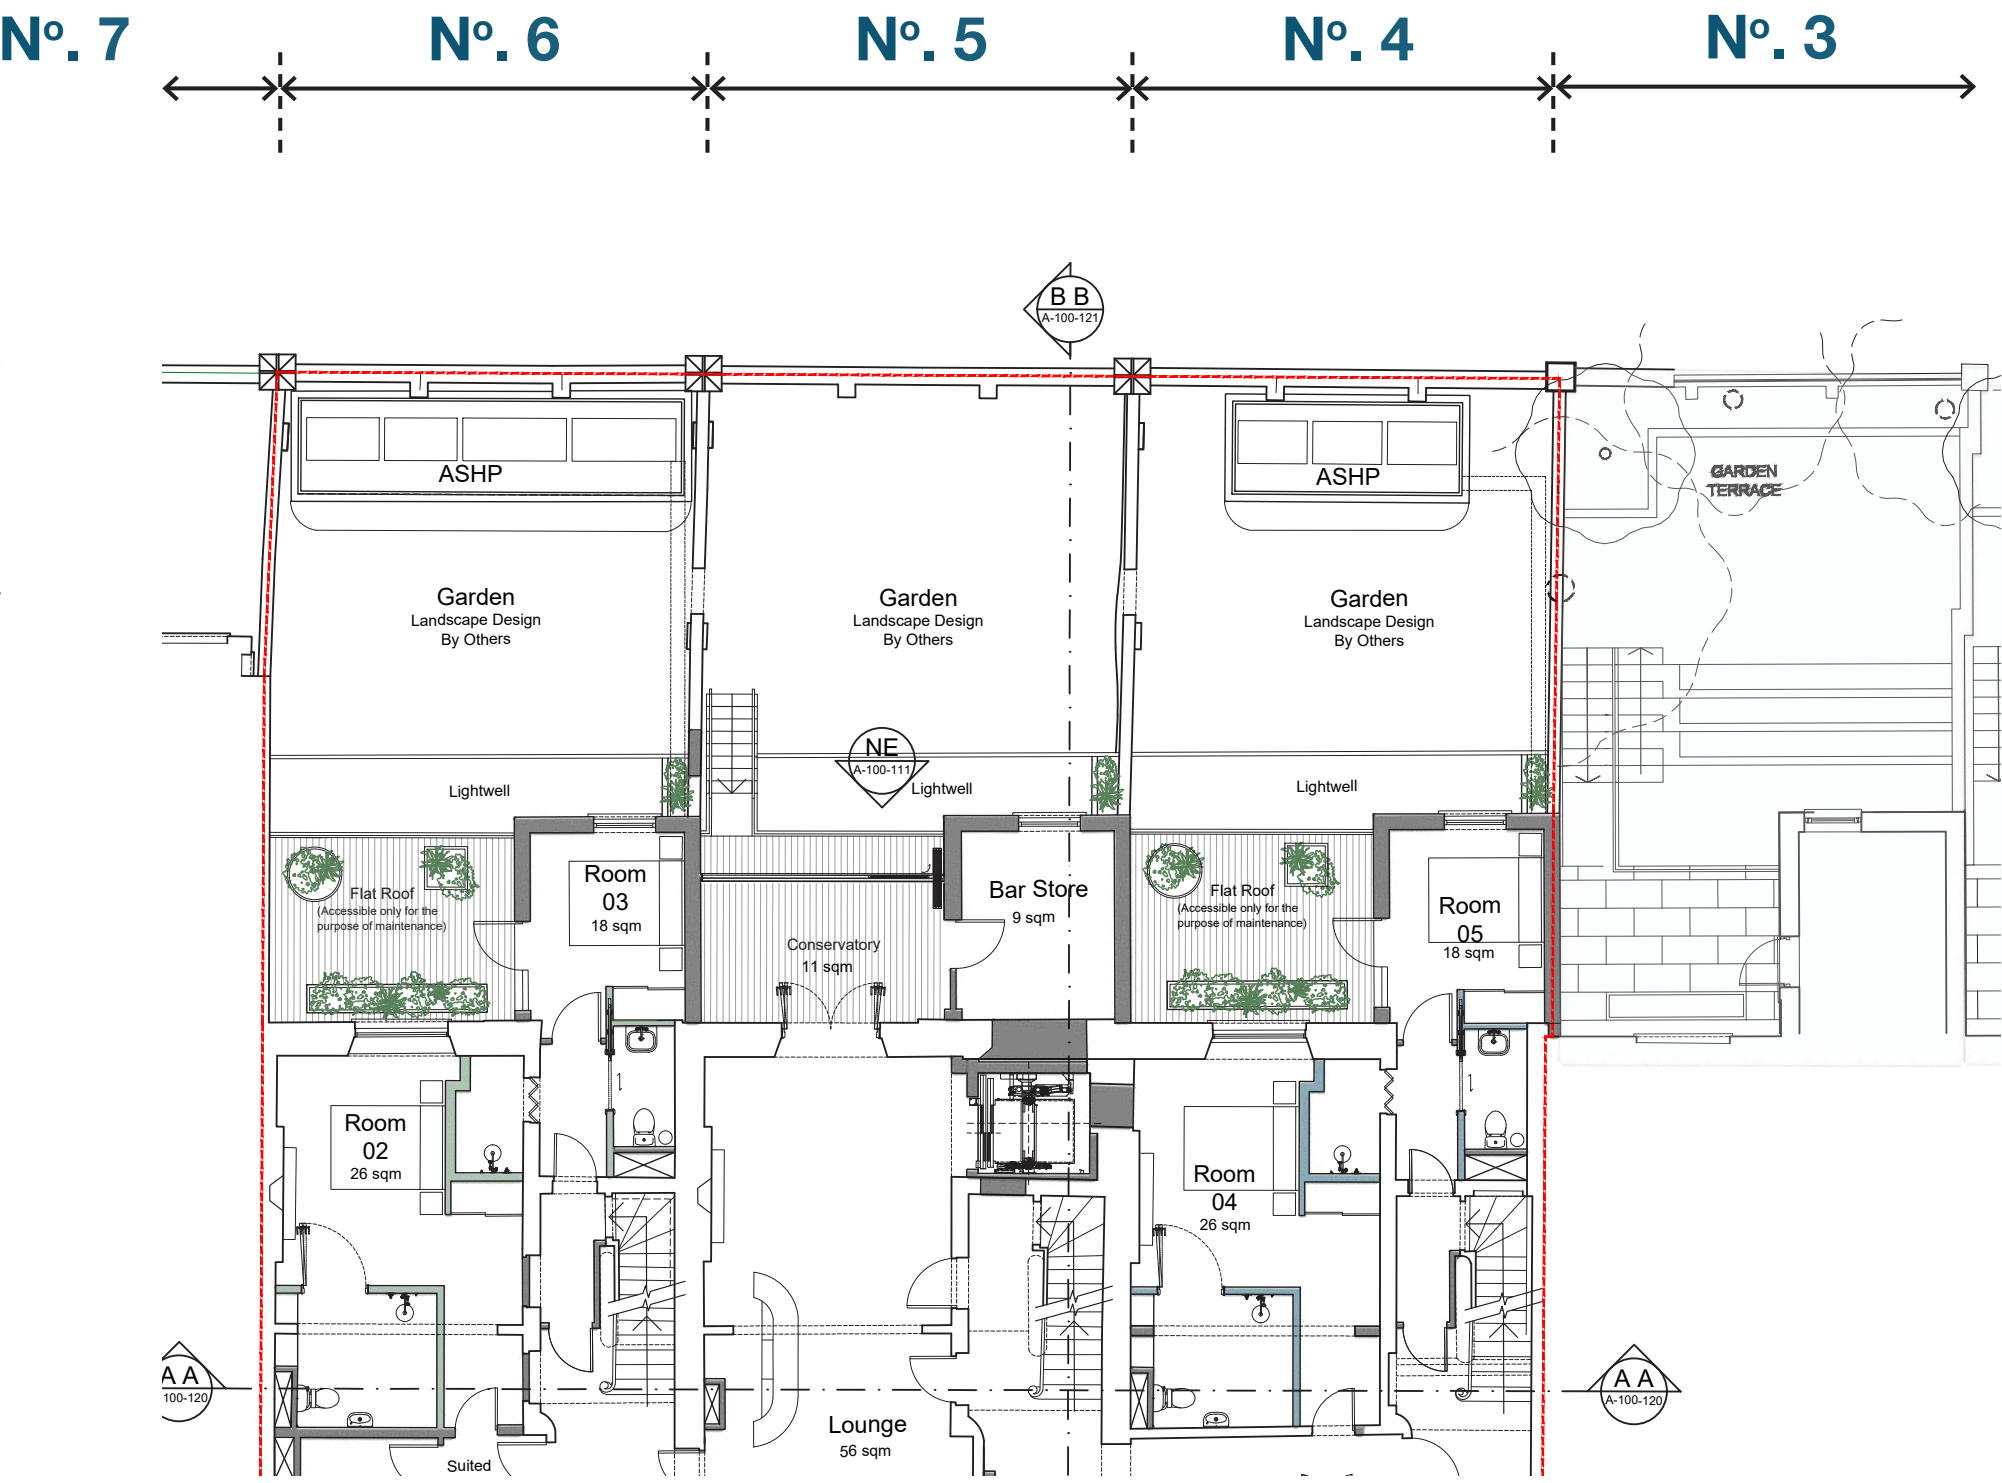 Nº. 7
Nº. 6
Nº. 5
Nº. 4
Nº. 3
B B
A-100-121
ASHP
ASHP
GARDEN
TERRACE
Garden
Landscape Design
By Others
Garden
Landscape Design
By Others
Garden
Landscape Design
By Others
NE
A-100-111
Lightwell
Lightwell
Lightwell
Flat Roof
(Accessible only for the
purpose of maintenance)
Room
03
18 sqm
Conservatory
11 sqm
Bar Store
9 sqm
Flat Roof
(Accessible only for the
purpose of maintenance)
Room
05
18 sqm
Room
02
26 sqm
Room
04
26 sqm
A A
100-120
A A
A-100-120
Lounge
56 sqm
Suited